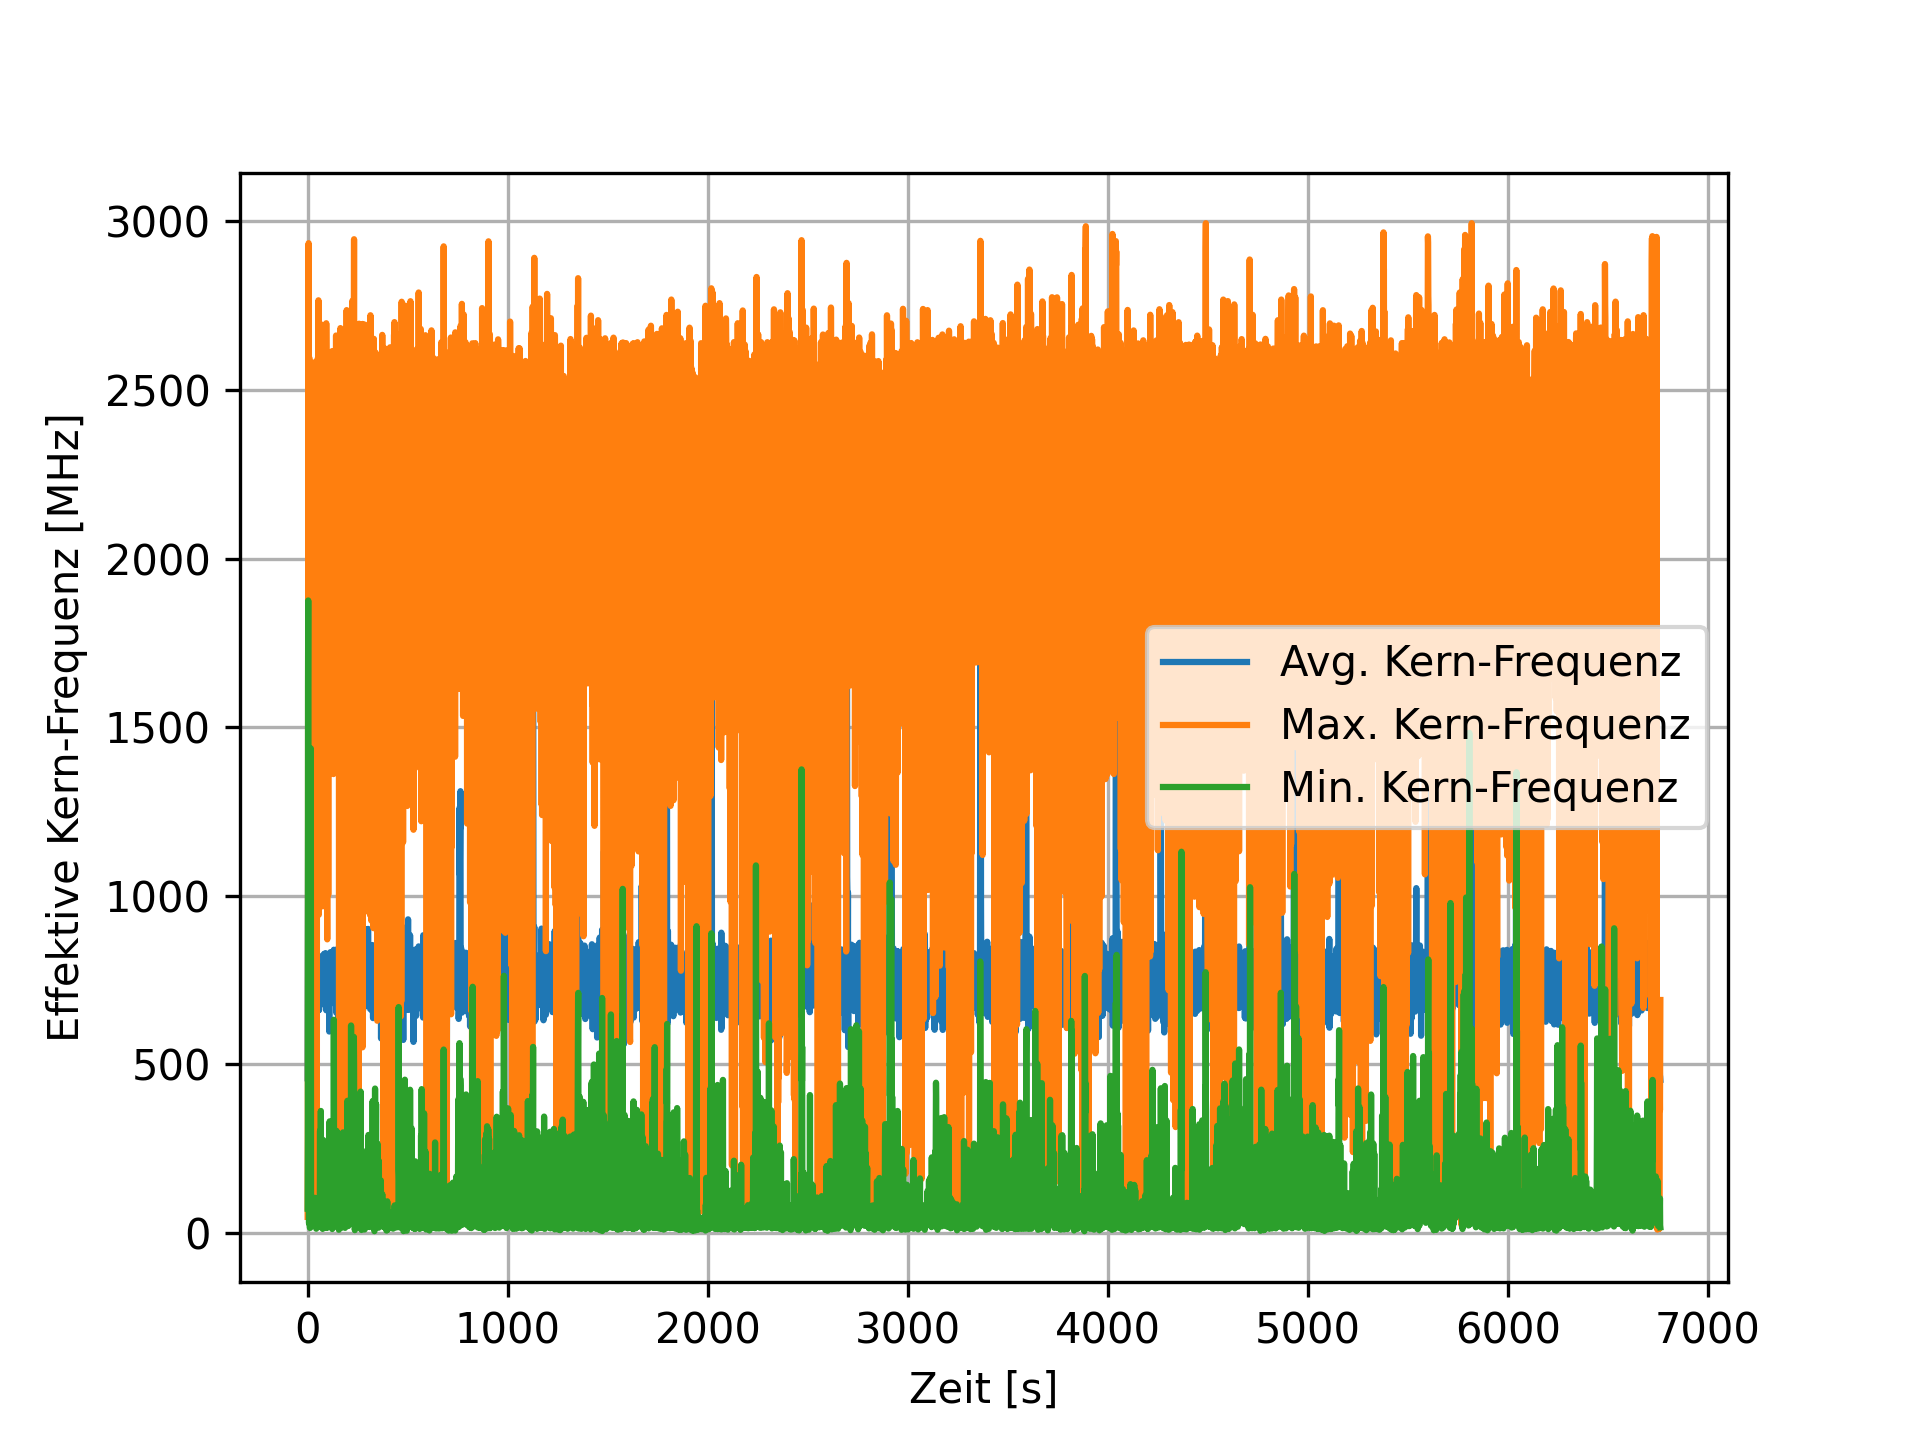 3000
2500
2000
1500
1000
500
0
Effektive Kern-Frequenz [MHz]
Avg. Kern-Frequenz
Max. Kern-Frequenz
Min. Kern-Frequenz
0 1000 2000 3000 4000 5000 6000 7000
Zeit [s]